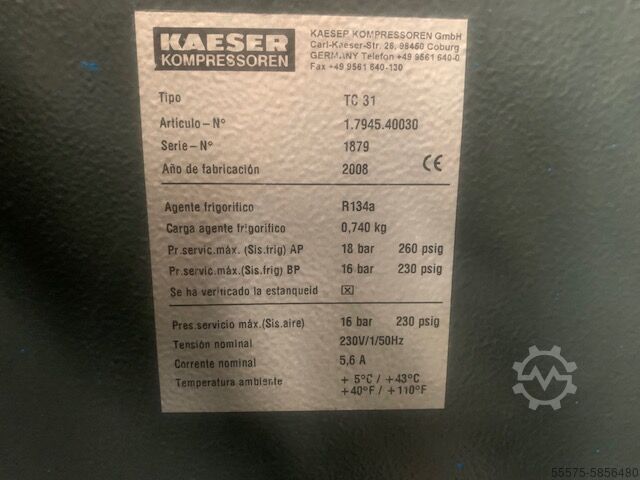 KAESER
KOMPRESSOREN
KAESER KOMPRESSOREN GmbH
Carl-Kaeser-Str. 26, 96450 Coburg
GERMANY Telefon +49 9561 640-0
Fax +49 9561 640-130
Tipo TC 31
Articulo-N° 1.7945.40030
Serie-N° 1879
Año de fabricación 2008 CE
Agente frigorífico R134a
Carga agente frigorífico 0,740 kg
Pr.servic.máx. (Sis.frig) AP 18 bar 260 psig
Pr.servic.máx.(Sis.frig) BP 16 bar 230 psig
Se ha verificado la estanqueid ☒
Pres.servicio máx.(Sis.aire) 16 bar 230 psig
Tensión nominal 230V/1/50Hz
Corriente nominal 5,6 A
Temperatura ambiente + 5°C / +43°C
+40°F / +110°F
55575-5856480